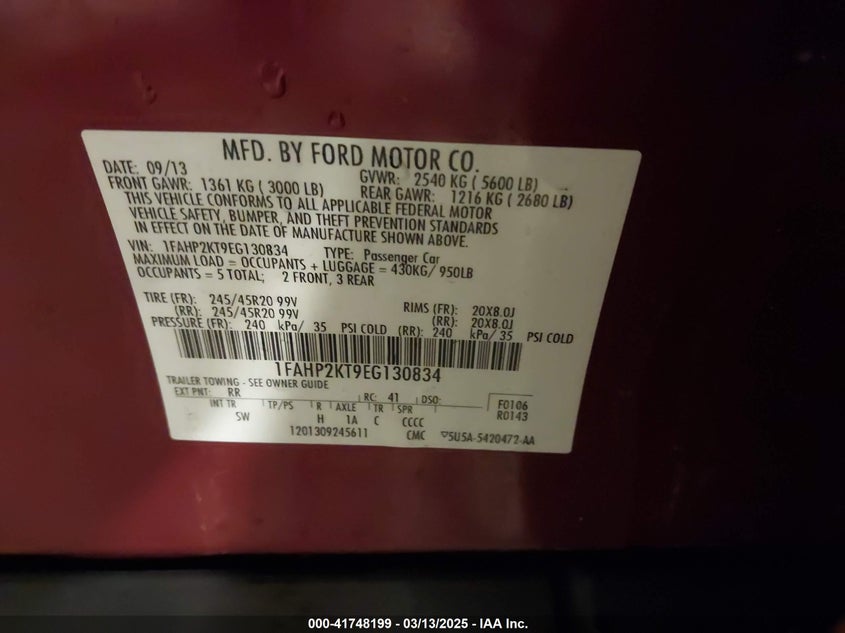 MFD. BY FORD MOTOR CO.
DATE: 09/13 GVWR: 2540 KG ( 5600 LB)
FRONT GAWR: 1361 KG ( 3000 LB) REAR GAWR: 1216 KG ( 2680 LB)
THIS VEHICLE CONFORMS TO ALL APPLICABLE FEDERAL MOTOR
VEHICLE SAFETY, BUMPER, AND THEFT PREVENTION STANDARDS
IN EFFECT ON THE DATE OF MANUFACTURE SHOWN ABOVE.
VIN: 1FAHP2KT9EG130834 TYPE: Passenger Car
MAXIMUM LOAD = OCCUPANTS + LUGGAGE = 430KG/ 950LB
OCCUPANTS = 5 TOTAL; 2 FRONT, 3 REAR
TIRE (FR): 245/45R20 99V RIMS (FR): 20X8.0J
(RR): 245/45R20 99V (RR): 20X8.0J
PRESSURE (FR): 240 kPa/ 35 PSI COLD (RR): 240 kPa/ 35 PSI COLD
1FAHP2KT9EG130834
TRAILER TOWING - SEE OWNER GUIDE
EXT PNT: RR RC: 41 DSO: F0106
INT TR TP/PS R AXLE TR SPR R0143
5W H 1A C CCCC
1201309245611 CMC ▽5U5A-5420472-AA
000-41748199 - 03/13/2025 - IAA Inc.